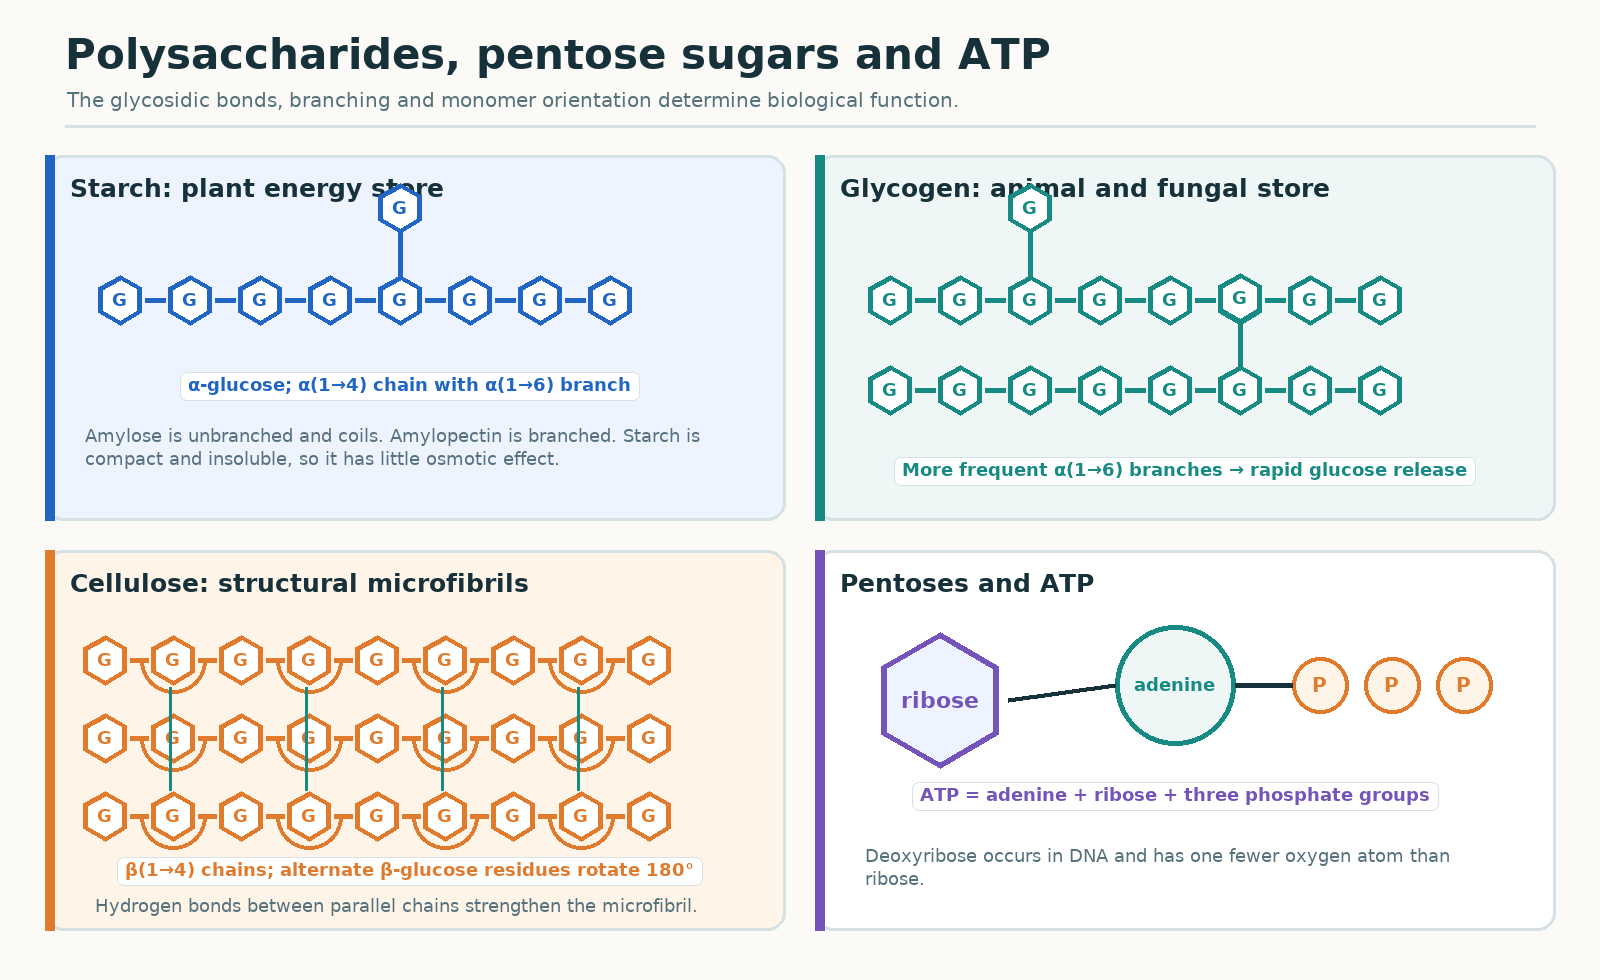 Polysaccharides, pentose sugars and ATP
The glycosidic bonds, branching and monomer orientation determine biological function.
Starch: plant energy store
G
G G G G G G G G
α-glucose; α(1→4) chain with α(1→6) branch
Amylose is unbranched and coils. Amylopectin is branched. Starch is
compact and insoluble, so it has little osmotic effect.
Glycogen: animal and fungal store
G
G G G G G G G G
G G G G G G G G
More frequent α(1→6) branches → rapid glucose release
Cellulose: structural microfibrils
G G G G G G G G G
G G G G G G G G G
G G G G G G G G G
β(1→4) chains; alternate β-glucose residues rotate 180°
Hydrogen bonds between parallel chains strengthen the microfibril.
Pentoses and ATP
ribose adenine P P P
ATP = adenine + ribose + three phosphate groups
Deoxyribose occurs in DNA and has one fewer oxygen atom than
ribose.